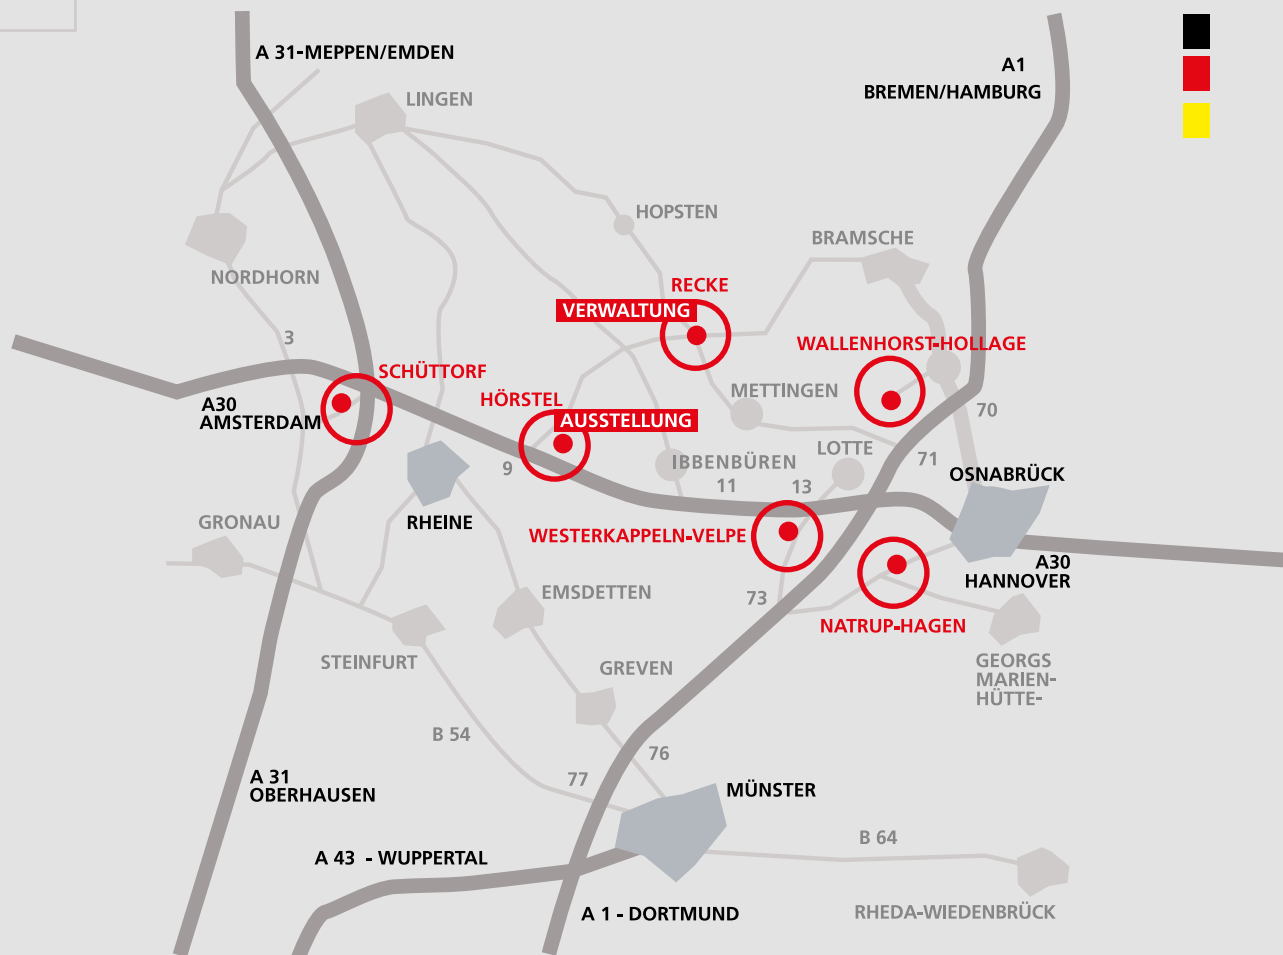 A 31-MEPPEN/EMDEN
A1
BREMEN/HAMBURG
LINGEN
HOPSTEN
BRAMSCHE
NORDHORN
RECKE
VERWALTUNG
3
WALLENHORST-HOLLAGE
SCHÜTTORF
METTINGEN
HÖRSTEL
A30
AMSTERDAM
AUSSTELLUNG
70
LOTTE
71
9
IBBENBÜREN
11
13
OSNABRÜCK
GRONAU
RHEINE
WESTERKAPPELN-VELPE
A30
HANNOVER
EMSDETTEN
73
NATRUP-HAGEN
STEINFURT
GREVEN
GEORGS
MARIEN-
HÜTTE-
B 54
76
77
A 31
OBERHAUSEN
MÜNSTER
B 64
A 43 - WUPPERTAL
A 1 - DORTMUND
RHEDA-WIEDENBRÜCK